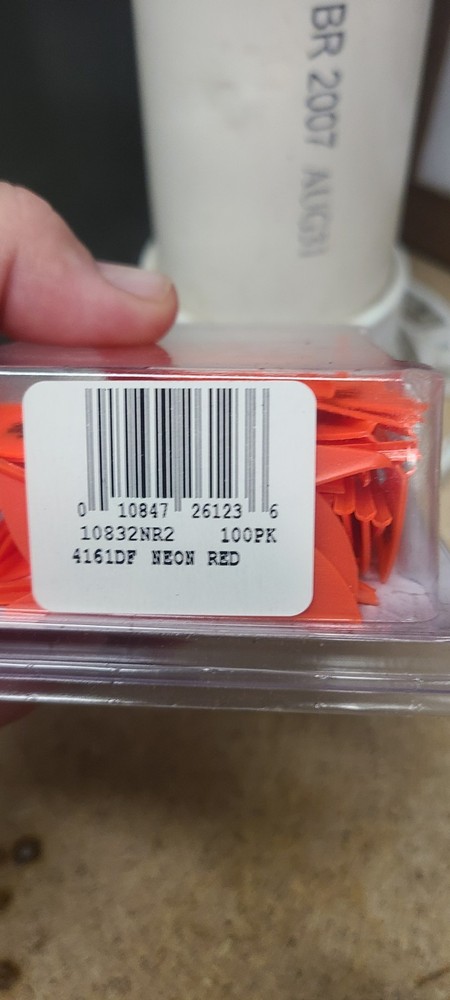 BR 2007 AUG31
0 10847 26123 6
10832NR2 100PK
4161DF NEON RED